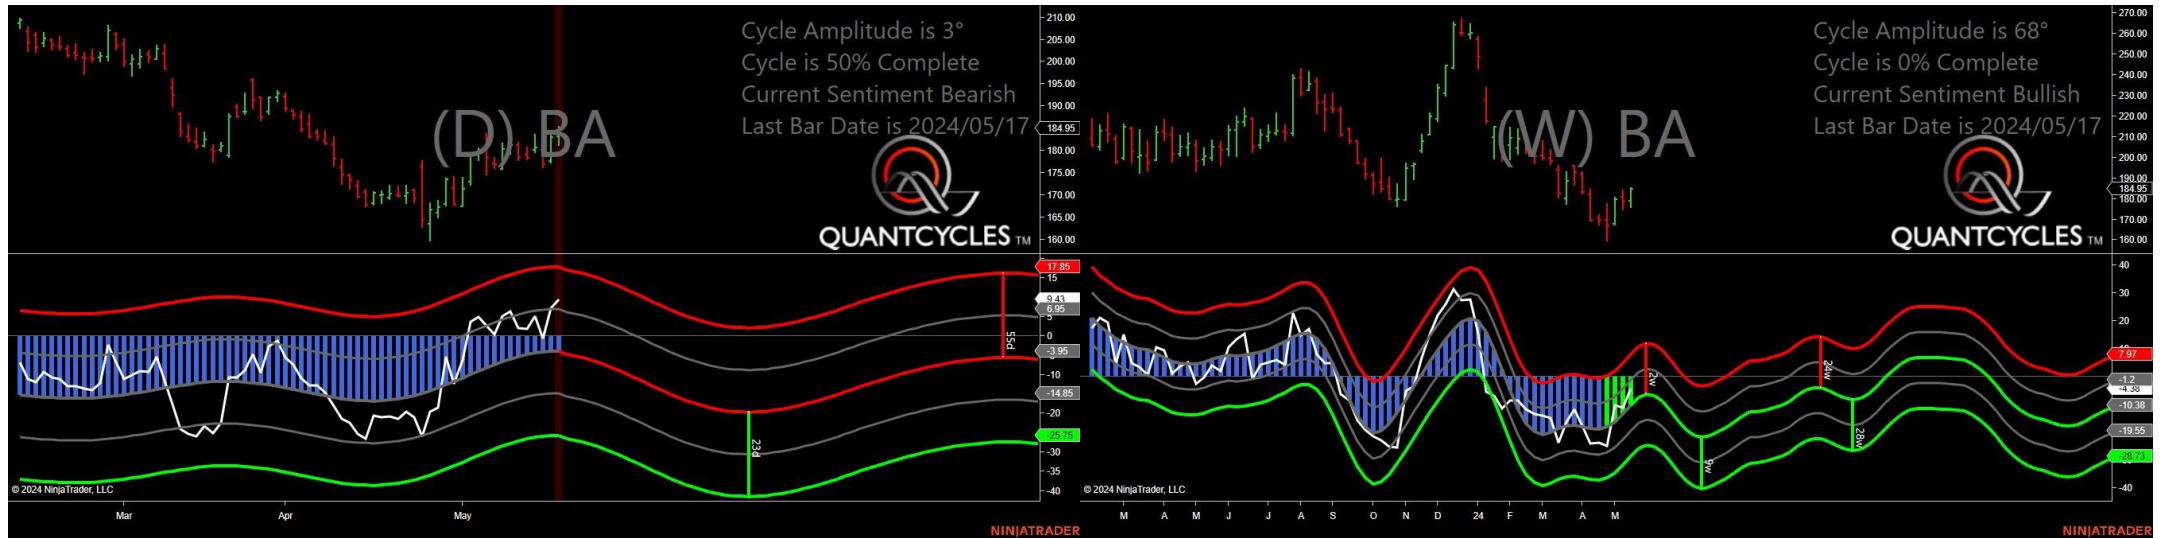 Cycle Amplitude is 3°
Cycle is 50% Complete
Current Sentiment Bearish
Last Bar Date is 2024/05/17
(D) BA
QUANTCYCLES TM
210.00
205.00
200.00
195.00
190.00
184.95
180.00
175.00
170.00
165.00
160.00
17.85
15
9.43
6.95
5
0
-3.95
-10
-14.85
-20
-25.75
-30
-35
-40
55d
23d
© 2024 NinjaTrader, LLC
Mar
Apr
May
NINJATRADER
Cycle Amplitude is 68°
Cycle is 0% Complete
Current Sentiment Bullish
Last Bar Date is 2024/05/17
(W) BA
QUANTCYCLES TM
270.00
260.00
250.00
240.00
230.00
220.00
210.00
200.00
190.00
184.95
180.00
170.00
160.00
40
30
20
7.97
-1.2
-4.38
-10.38
-19.55
-28.73
-40
2w
24w
9w
28w
© 2024 NinjaTrader, LLC
M
A
M
J
J
A
S
O
N
D
24
F
M
A
M
NINJATRADER